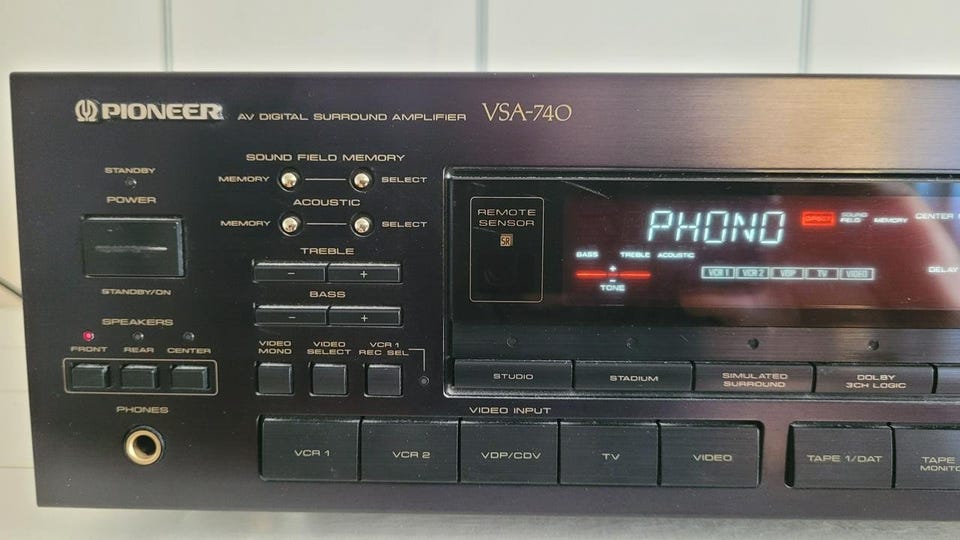 PIONEER AV DIGITAL SURROUND AMPLIFIER VSA-740
SOUND FIELD MEMORY
MEMORY SELECT
ACOUSTIC
MEMORY SELECT
TREBLE
− +
BASS
− +
STANDBY
POWER
STANDBY/ON
SPEAKERS
FRONT REAR CENTER
PHONES
VIDEO MONO
VIDEO SELECT
VCR 1 REC SEL
REMOTE
SENSOR
SR
PHONO
DIRECT
SOUND
FIELD
MEMORY
CENTER
BASS TREBLE ACOUSTIC
+
−
TONE
VCR 1 VCR 2 VDP TV VIDEO
DELAY
STUDIO
STADIUM
SIMULATED
SURROUND
DOLBY
3CH LOGIC
VIDEO INPUT
VCR 1 VCR 2 VDP/CDV TV VIDEO
TAPE 1/DAT
TAPE